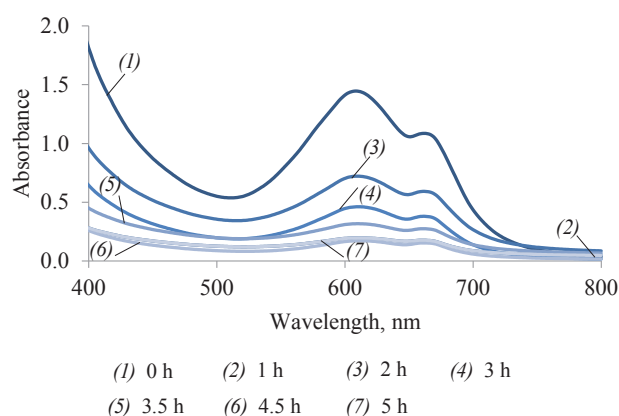 2.0
(1)
1.5
(3)
1.0
(5)
(4)
0.5
(2)
0.0
(6)
(7)
400 500 600 700 800
Absorbance
Wavelength, nm
(1) 0 h (2) 1 h (3) 2 h (4) 3 h
(5) 3.5 h (6) 4.5 h (7) 5 h